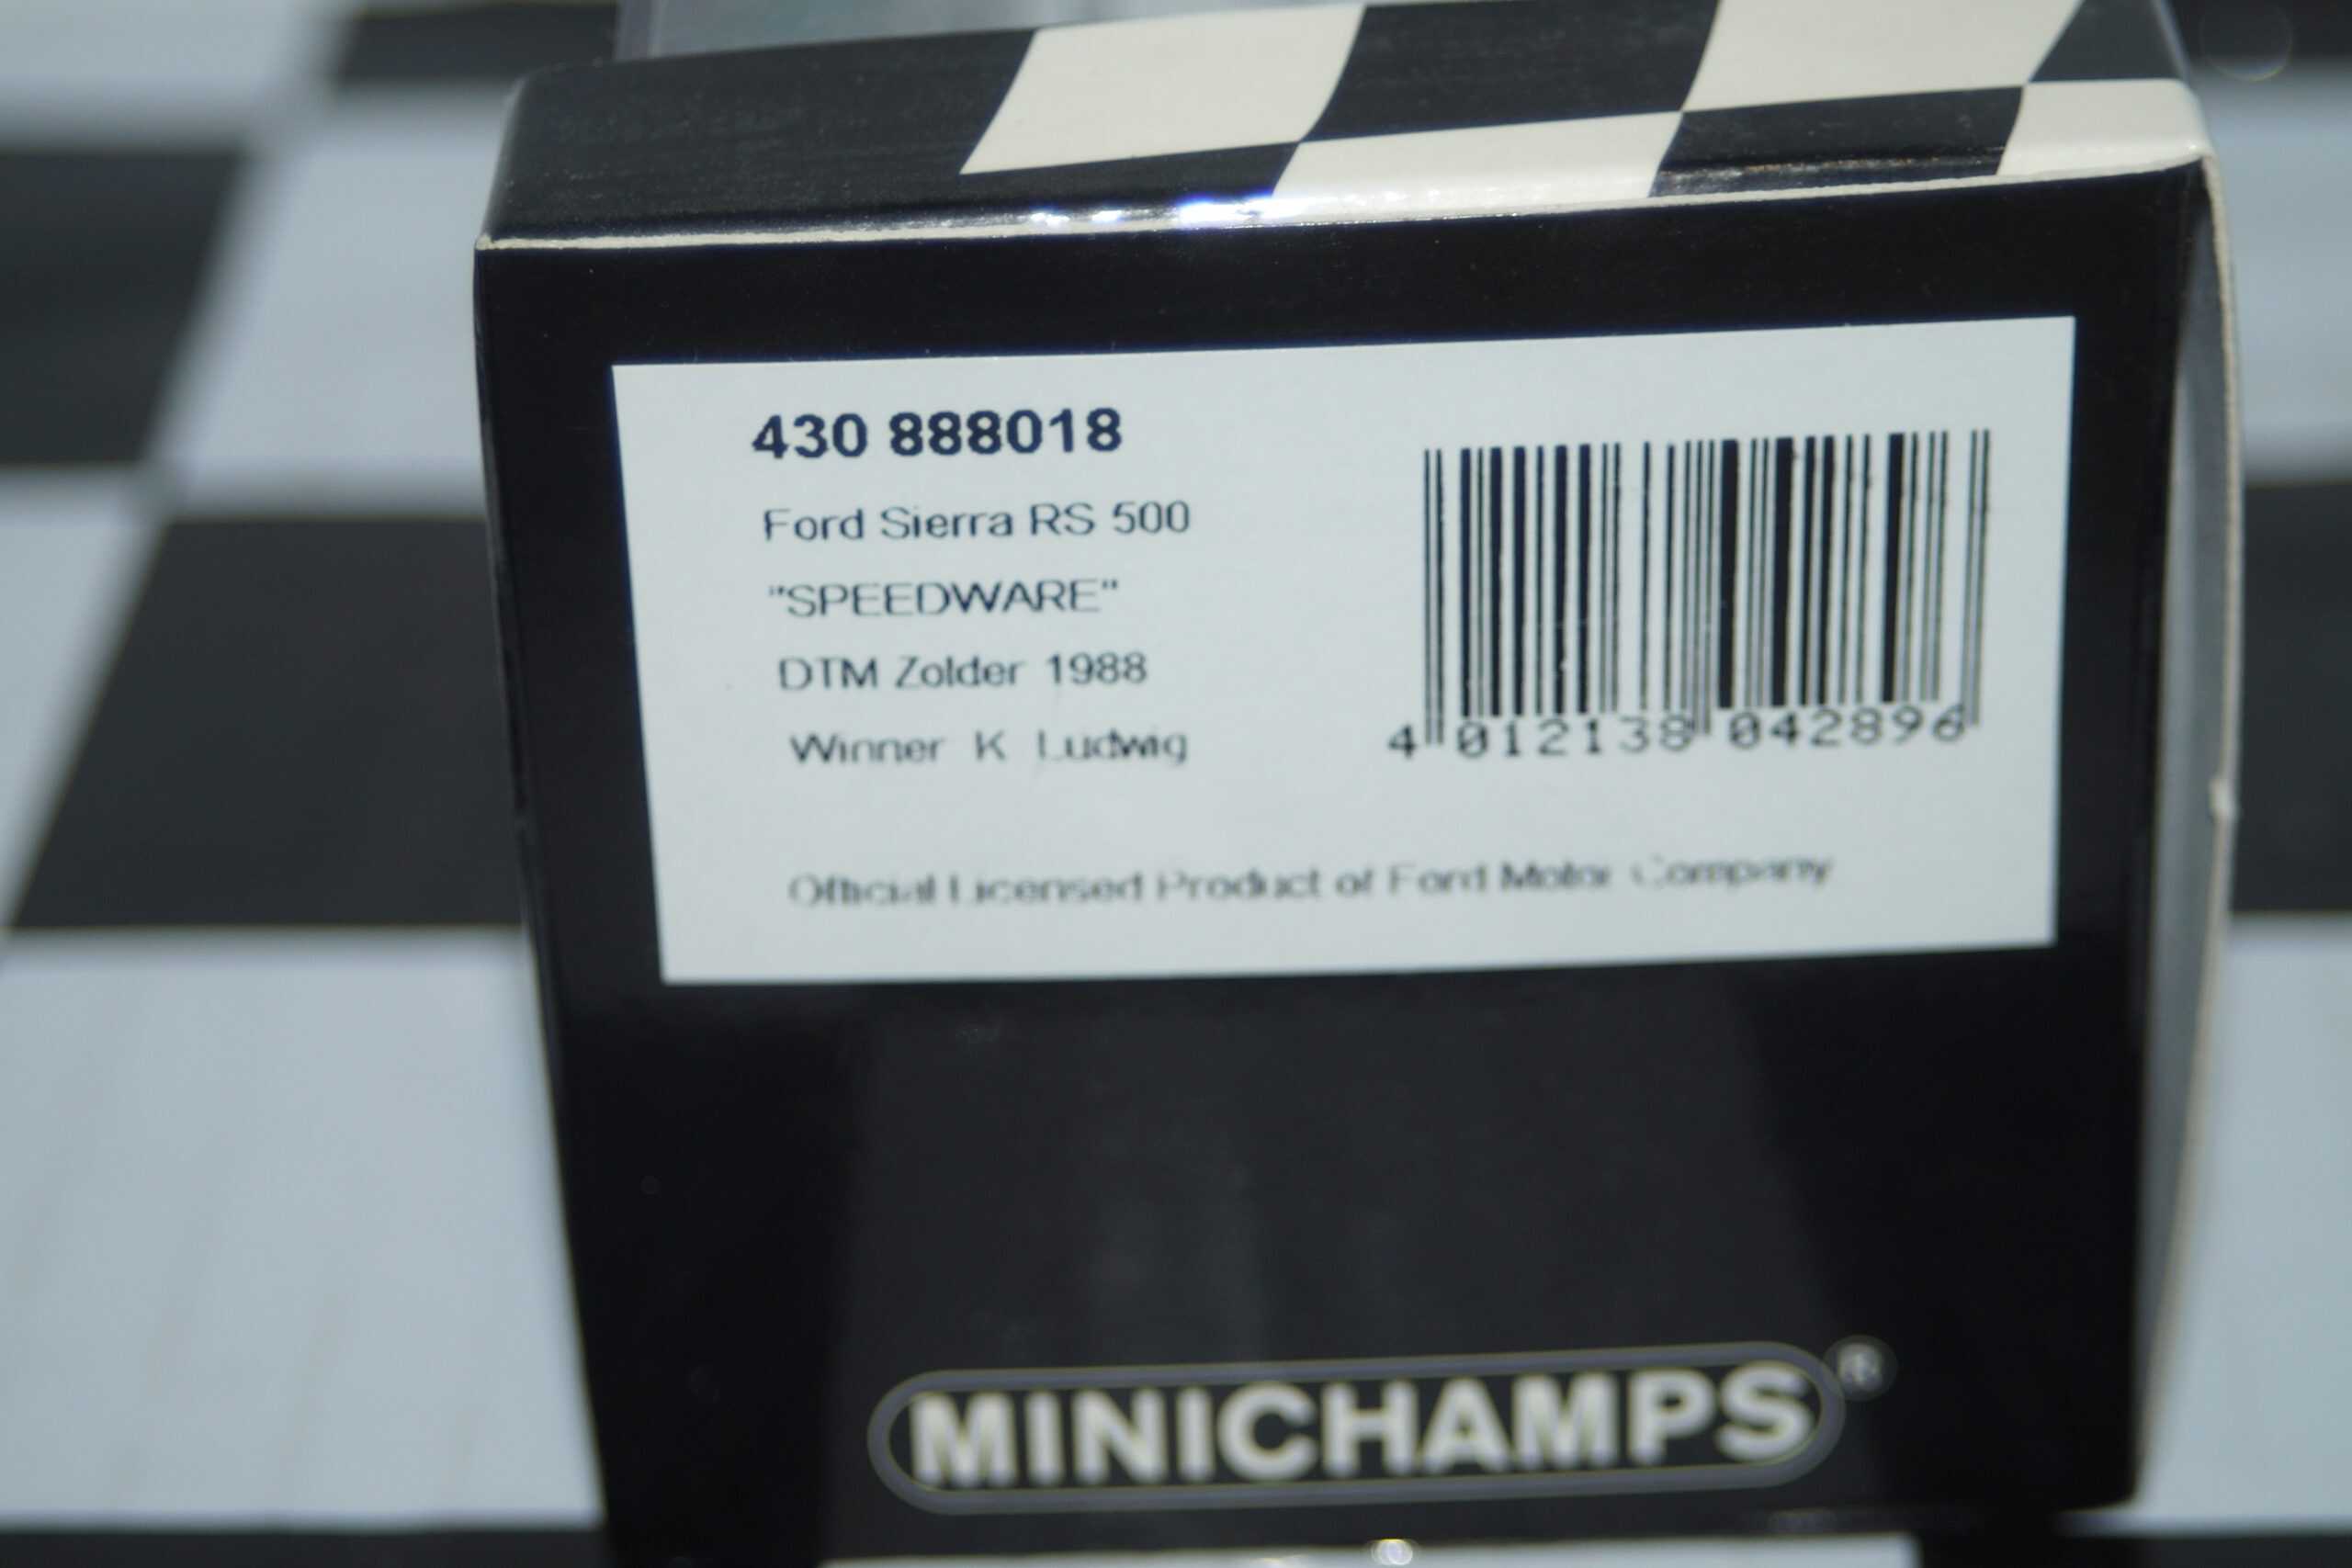 430 888018
Ford Sierra RS 500
"SPEEDWARE"
DTM Zolder 1988
Winner K Ludwig
4 012138 042896
Official Licensed Product of Ford Motor Company
MINICHAMPS®